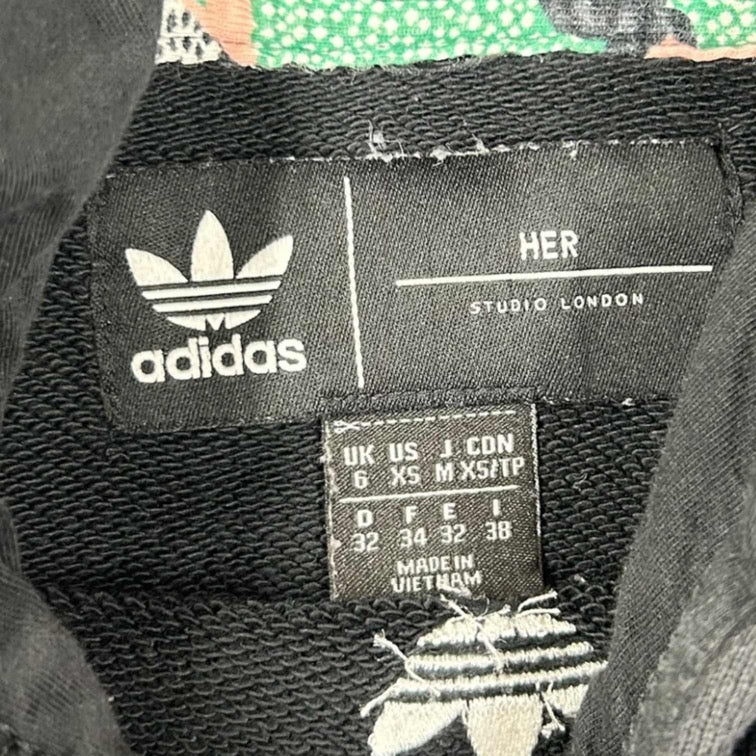 adidas
HER
STUDIO LONDON
UK US J CDN
6 XS M XS/TP
D F E I
32 34 32 38
MADE IN
VIETNAM